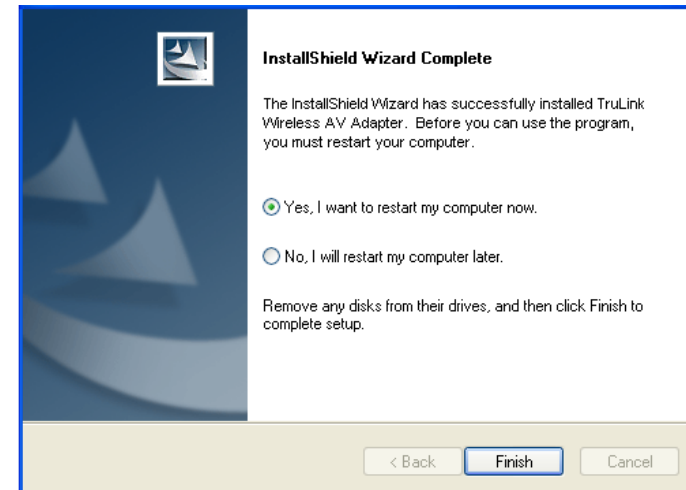 InstallShield Wizard Complete
The InstallShield Wizard has successfully installed TruLink
Wireless AV Adapter. Before you can use the program,
you must restart your computer.
Yes, I want to restart my computer now.
No, I will restart my computer later.
Remove any disks from their drives, and then click Finish to
complete setup.
< Back Finish Cancel